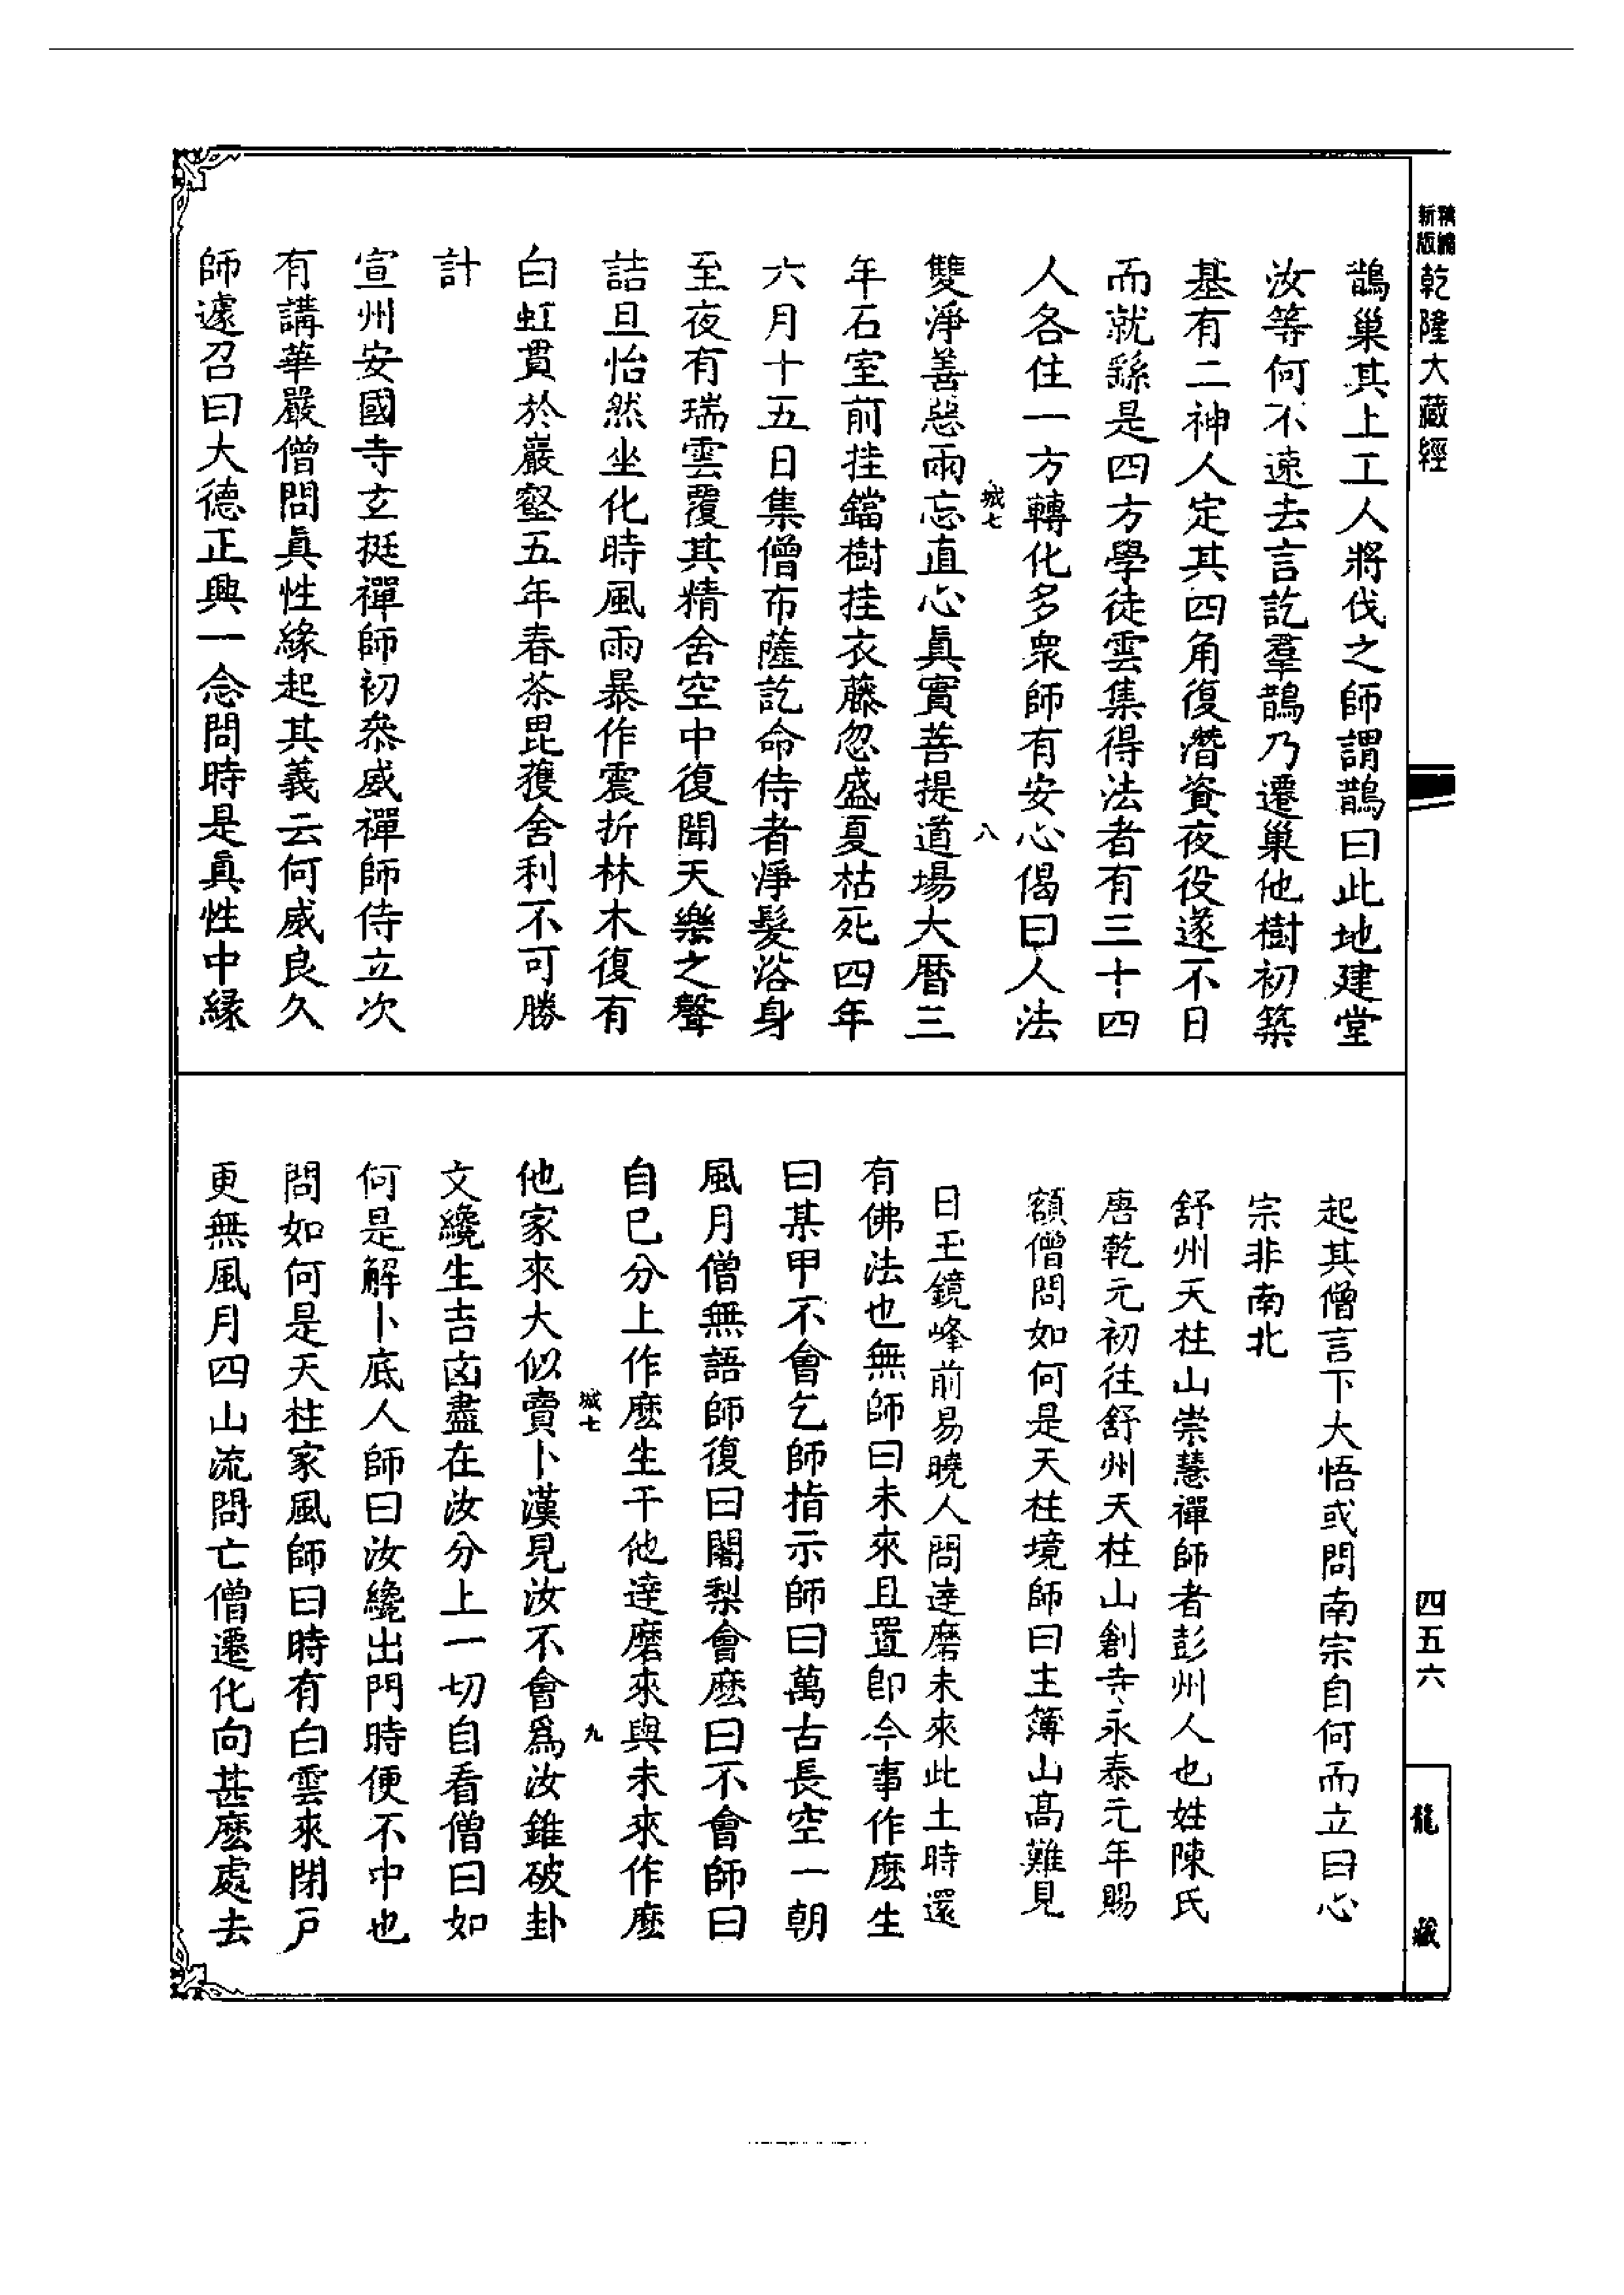 新編縮版 乾隆大藏經
鵲巢其上工人將伐之師謂鵲曰此地建堂
汝等何不速去言訖羣鵲乃遷巢他樹初築
基有二神人定其四角復潛資夜役遂不日
而就繇是四方學徒雲集得法者有三十四
人各住一方轉化多衆師有安心偈曰人法
城七 八
雙淨善惡兩忘直心眞實菩提道場大曆三
年石室前挂鐺樹挂衣藤忽盛夏枯死四年
六月十五日集僧布薩訖命侍者淨髮浴身
至夜有瑞雲覆其精舍空中復聞天樂之聲
詰旦怡然坐化時風雨暴作震折林木復有
白虹貫於巖壑五年春茶毘獲舍利不可勝
計
宣州安國寺玄挺禪師初叅威禪師侍立次
有講華嚴僧問眞性緣起其義云何威良久
師遽召曰大德正興一念問時是眞性中緣
起其僧言下大悟或問南宗自何而立曰心
宗非南北
舒州天柱山崇慧禪師者彭州人也姓陳氏
唐乾元初往舒州天柱山創寺永泰元年賜
額僧問如何是天柱境師曰主簿山高難見
日玉鏡峰前易曉人問達磨未來此土時還
有佛法也無師曰未來且置卽今事作麽生
曰某甲不會乞師指示師曰萬古長空一朝
風月僧無語師復曰闍梨會麽曰不會師曰
自已分上作麽生干他達磨來與未來作麽
城七 九
他家來大似賣卜漢見汝不會爲汝錐破卦
文纔生吉凶盡在汝分上一切自看僧曰如
何是解卜底人師曰汝纔出門時便不中也
問如何是天柱家風師曰時有白雲來閉戸
更無風月四山流問亡僧遷化向甚麽處去
四五六
龍藏